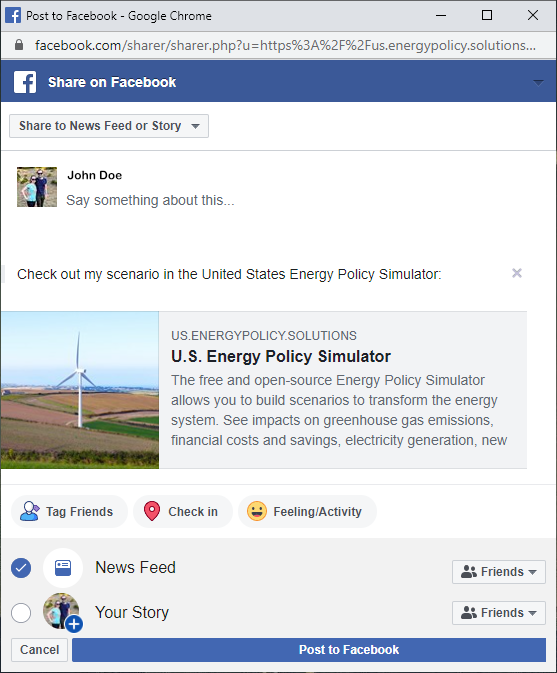 Post to Facebook - Google Chrome
facebook.com/sharer/sharer.php?u=https%3A%2F%2Fus.energypolicy.solutions...
Share on Facebook
Share to News Feed or Story
John Doe
Say something about this...
Check out my scenario in the United States Energy Policy Simulator:
US.ENERGYPOLICY.SOLUTIONS
U.S. Energy Policy Simulator
The free and open-source Energy Policy Simulator
allows you to build scenarios to transform the energy
system. See impacts on greenhouse gas emissions,
financial costs and savings, electricity generation, new
Tag Friends
Check in
Feeling/Activity
News Feed
Friends
Your Story
Friends
Cancel
Post to Facebook